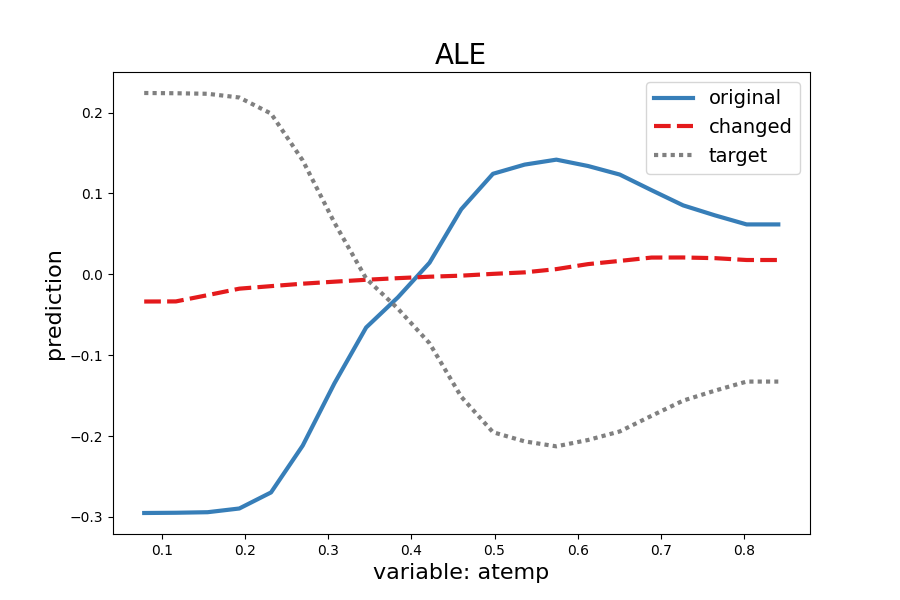 ALE
original
changed
target
prediction
0.2
0.1
0.0
−0.1
−0.2
−0.3
0.1 0.2 0.3 0.4 0.5 0.6 0.7 0.8
variable: atemp